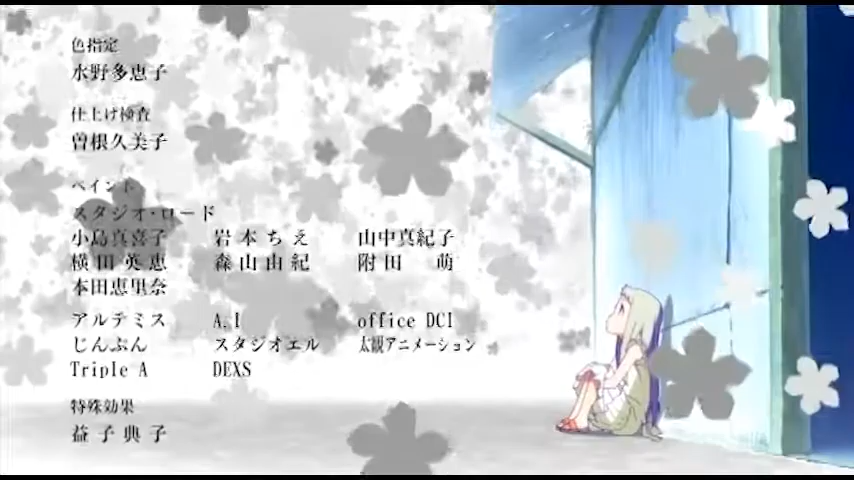 色指定
水野多恵子
仕上げ検査
曽根久美子
ペイント
スタジオ・ロード
小島真喜子 岩本ちえ 山中真紀子
横田英恵 森山由紀 附田 萌
本田恵里奈
アルテミス A.I office DCI
じんぷん スタジオエル 太観アニメーション
Triple A DEXS
特殊効果
益子典子